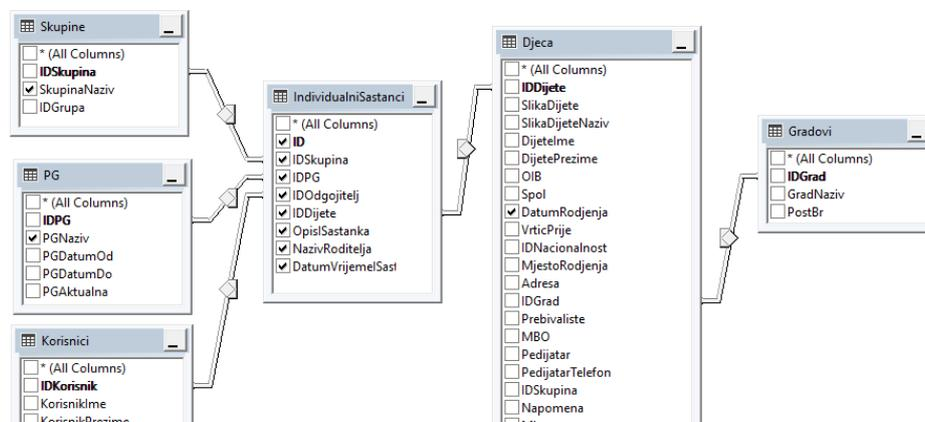 Skupine
* (All Columns)
IDSkupina
SkupinaNaziv
IDGrupa
PG
* (All Columns)
IDPG
PGNaziv
PGDatumOd
PGDatumDo
PGAktualna
Korisnici
* (All Columns)
IDKorisnik
KorisnikIme
KorisnikPrezime
IndividualniSastanci
* (All Columns)
ID
IDSkupina
IDPG
IDOdgojitelj
IDDijete
OpisISastanka
NazivRoditelja
DatumVrijemeISast
Djeca
* (All Columns)
IDDijete
SlikaDijete
SlikaDijeteNaziv
DijeteIme
DijetePrezime
OIB
Spol
DatumRodjenja
VrticPrije
IDNacionalnost
MjestoRodjenja
Adresa
IDGrad
Prebivaliste
MBO
Pedijatar
PedijatarTelefon
IDSkupina
Napomena
Gradovi
* (All Columns)
IDGrad
GradNaziv
PostBr